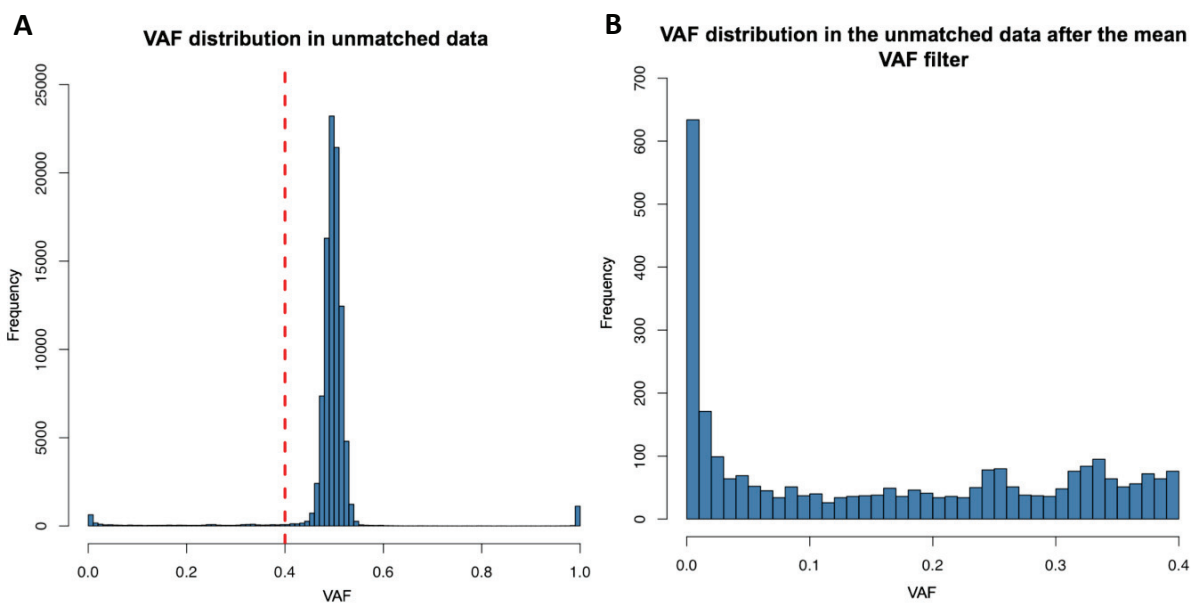 A
VAF distribution in unmatched data
Frequency
25000
20000
15000
10000
5000
0
0.0 0.2 0.4 0.6 0.8 1.0
VAF
B
VAF distribution in the unmatched data after the mean
VAF filter
Frequency
700
600
500
400
300
200
100
0
0.0 0.1 0.2 0.3 0.4
VAF